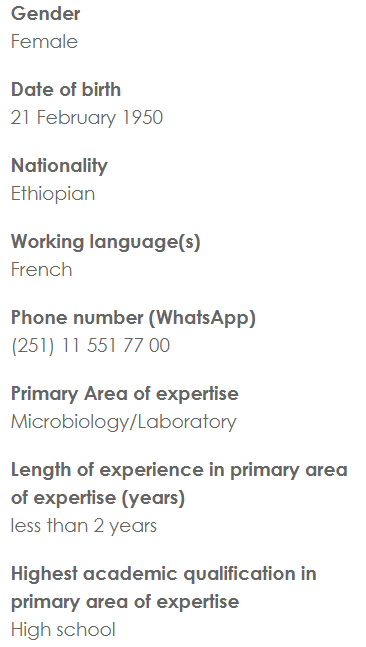 Gender
Female
Date of birth
21 February 1950
Nationality
Ethiopian
Working language(s)
French
Phone number (WhatsApp)
(251) 11 551 77 00
Primary Area of expertise
Microbiology/Laboratory
Length of experience in primary area
of expertise (years)
less than 2 years
Highest academic qualification in
primary area of expertise
High school